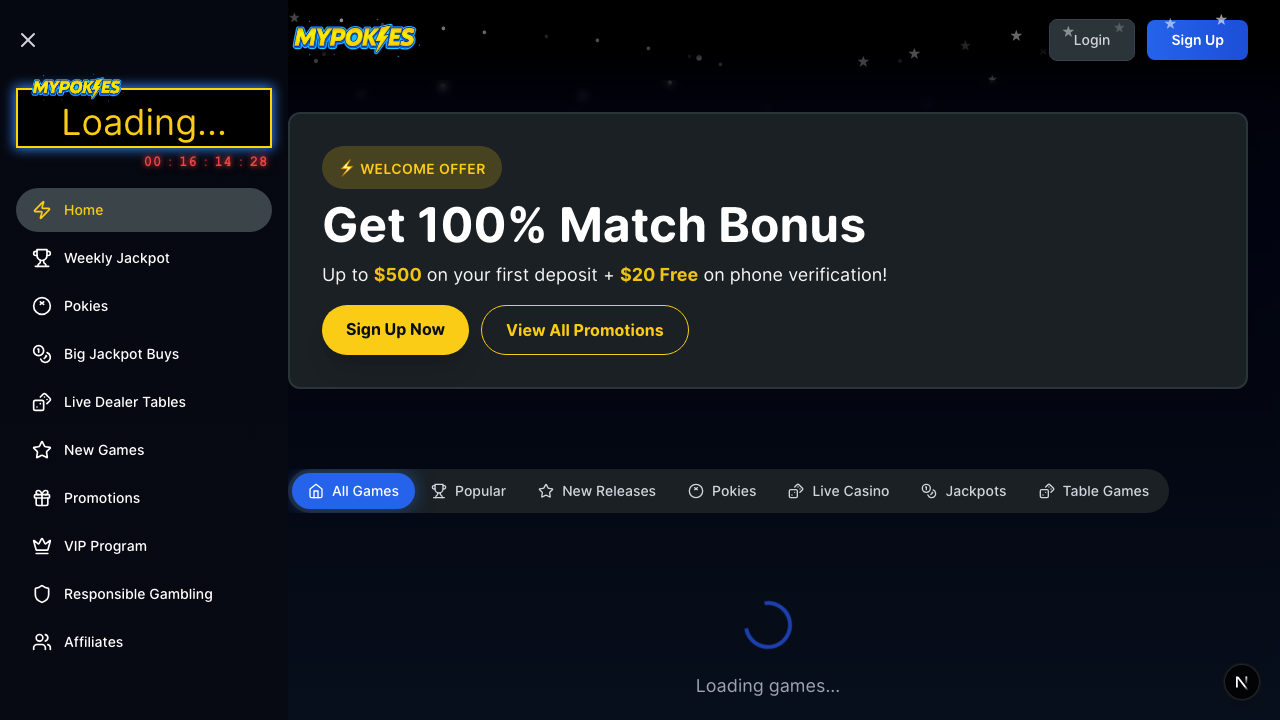 MYPOKIES
Loading...
00 : 16 : 14 : 28
Home
Weekly Jackpot
Pokies
Big Jackpot Buys
Live Dealer Tables
New Games
Promotions
VIP Program
Responsible Gambling
Affiliates
MYPOKIES
Login
Sign Up
⚡ WELCOME OFFER
Get 100% Match Bonus
Up to $500 on your first deposit + $20 Free on phone verification!
Sign Up Now
View All Promotions
All Games
Popular
New Releases
Pokies
Live Casino
Jackpots
Table Games
Loading games...
N